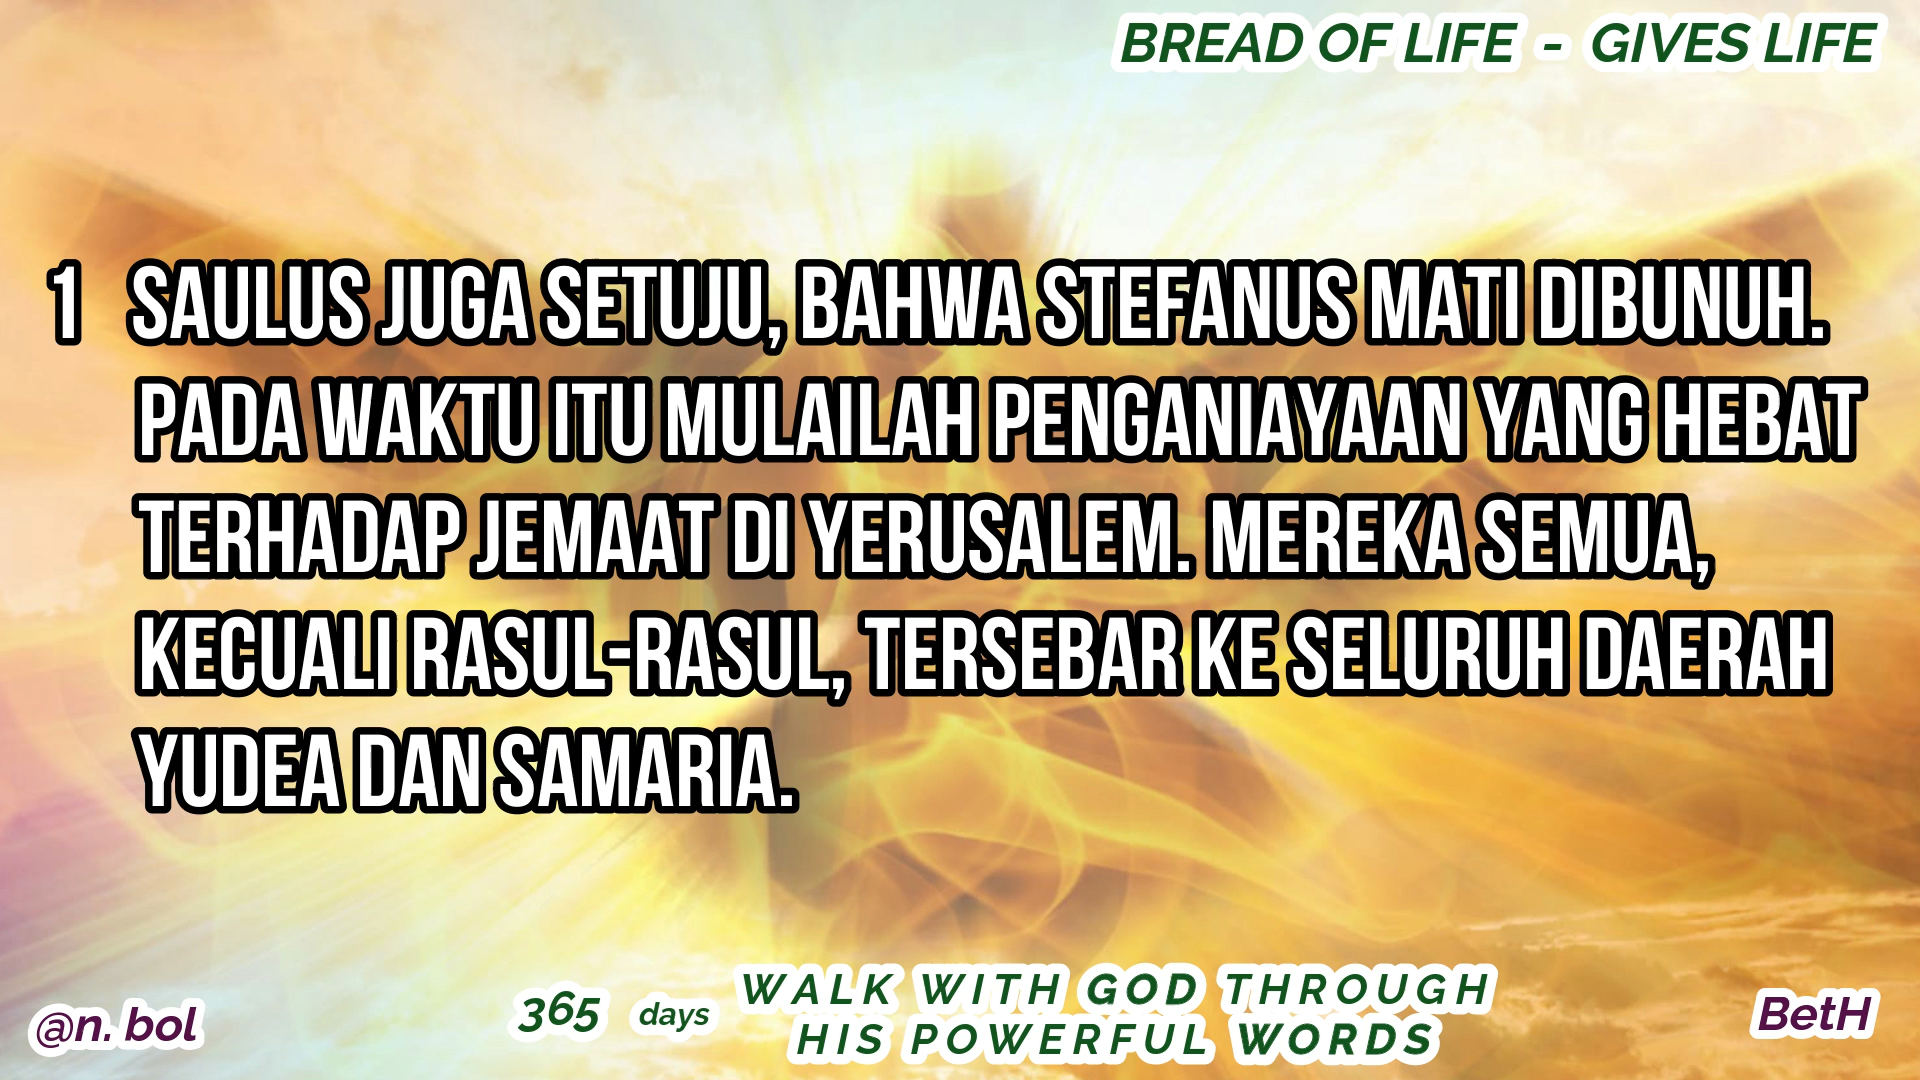 BREAD OF LIFE - GIVES LIFE
1 SAULUS JUGA SETUJU, BAHWA STEFANUS MATI DIBUNUH.
PADA WAKTU ITU MULAILAH PENGANIAYAAN YANG HEBAT
TERHADAP JEMAAT DI YERUSALEM. MEREKA SEMUA,
KECUALI RASUL-RASUL, TERSEBAR KE SELURUH DAERAH
YUDEA DAN SAMARIA.
@n. bol
365 days
WALK WITH GOD THROUGH
HIS POWERFUL WORDS
BetH